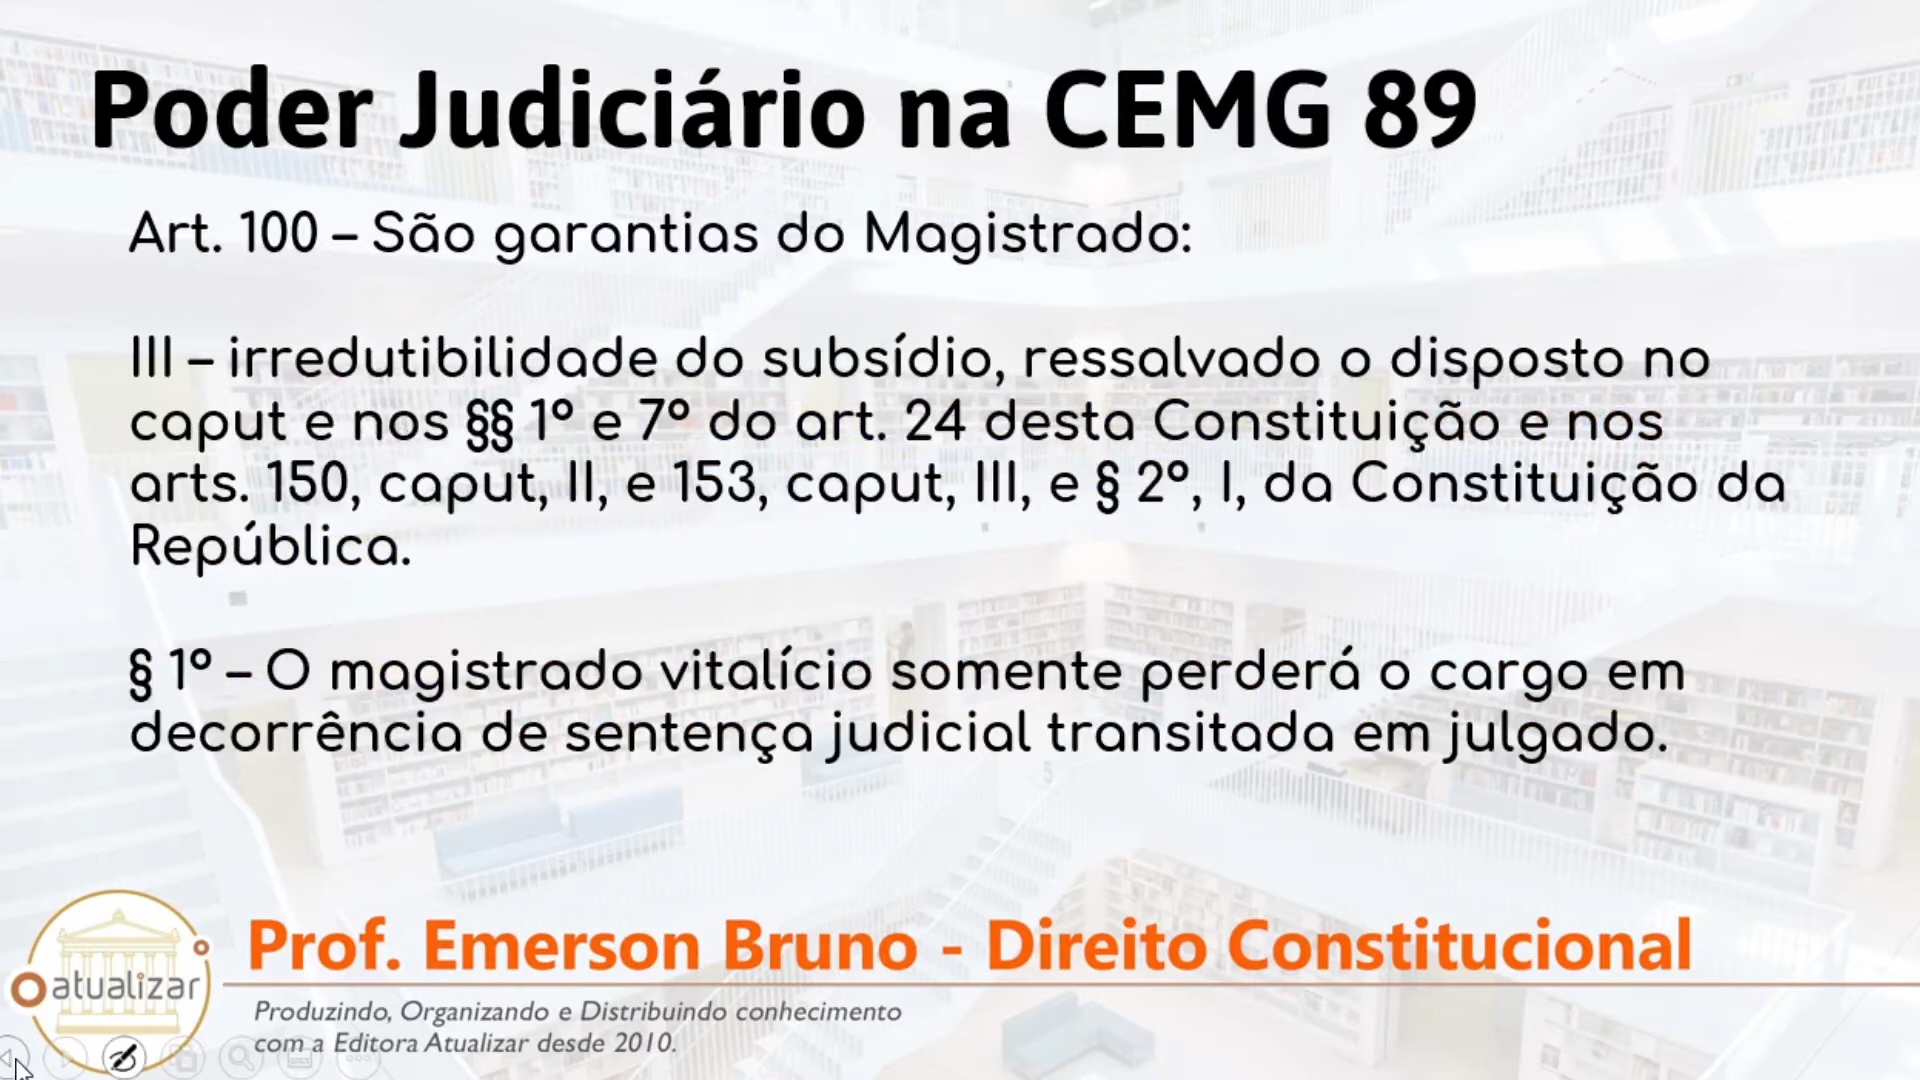 Poder Judiciário na CEMG 89
Art. 100 – São garantias do Magistrado:
III – irredutibilidade do subsídio, ressalvado o disposto no
caput e nos §§ 1º e 7º do art. 24 desta Constituição e nos
arts. 150, caput, II, e 153, caput, III, e § 2º, I, da Constituição da
República.
§ 1º – O magistrado vitalício somente perderá o cargo em
decorrência de sentença judicial transitada em julgado.
Prof. Emerson Bruno - Direito Constitucional
atualizar
Produzindo, Organizando e Distribuindo conhecimento
com a Editora Atualizar desde 2010.